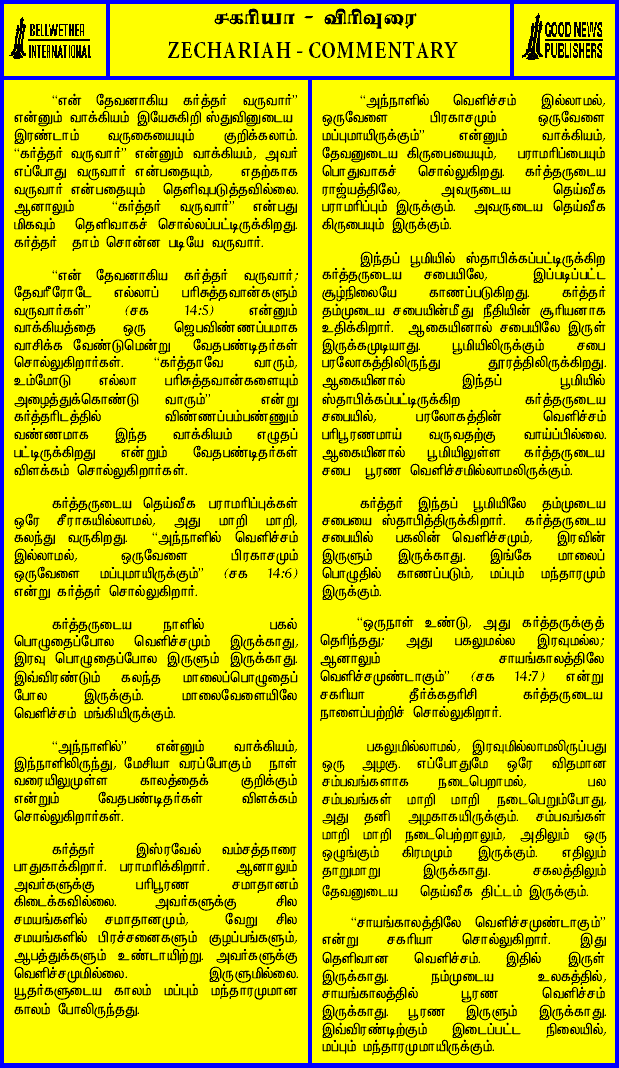 BELLWETHER
INTERNATIONAL
சகரியா - விரிவுரை
ZECHARIAH - COMMENTARY
GOOD NEWS
PUBLISHERS
“என் தேவனாகிய கர்த்தர் வருவார்”
என்னும் வாக்கியம் இயேசுகிறி ஸ்துவினுடைய
இரண்டாம் வருகையையும் குறிக்கலாம்.
“கர்த்தர் வருவார்” என்னும் வாக்கியம், அவர்
எப்போது வருவார் என்பதையும், எதற்காக
வருவார் என்பதையும் தெளிவுபடுத்தவில்லை.
ஆனாலும் “கர்த்தர் வருவார்” என்பது
மிகவும் தெளிவாகச் சொல்லப்பட்டிருக்கிறது.
கர்த்தர் தாம் சொன்ன படியே வருவார்.
“என் தேவனாகிய கர்த்தர் வருவார்;
தேவரீரோடே எல்லாப் பரிசுத்தவான்களும்
வருவார்கள்” (சக 14:5) என்னும்
வாக்கியத்தை ஒரு ஜெபவிண்ணப்பமாக
வாசிக்க வேண்டுமென்று வேதபண்டிதர்கள்
சொல்லுகிறார்கள். “கர்த்தாவே வாரும்,
உம்மோடு எல்லா பரிசுத்தவான்களையும்
அழைத்துக்கொண்டு வாரும்” என்று
கர்த்தரிடத்தில் விண்ணப்பம்பண்ணும்
வண்ணமாக இந்த வாக்கியம் எழுதப்
பட்டிருக்கிறது என்றும் வேதபண்டிதர்கள்
விளக்கம் சொல்லுகிறார்கள்.
கர்த்தருடைய தெய்வீக பராமரிப்புக்கள்
ஒரே சீராகயில்லாமல், அது மாறி மாறி,
கலந்து வருகிறது. “அந்நாளில் வெளிச்சம்
இல்லாமல், ஒருவேளை பிரகாசமும்
ஒருவேளை மப்புமாயிருக்கும்” (சக 14:6)
என்று கர்த்தர் சொல்லுகிறார்.
கர்த்தருடைய நாளில் பகல்
பொழுதைப்போல வெளிச்சமும் இருக்காது,
இரவு பொழுதைப்போல இருளும் இருக்காது.
இவ்விரண்டும் கலந்த மாலைப்பொழுதைப்
போல இருக்கும். மாலைவேளையிலே
வெளிச்சம் மங்கியிருக்கும்.
“அந்நாளில்” என்னும் வாக்கியம்,
இந்நாளிலிருந்து, மேசியா வரப்போகும் நாள்
வரையிலுமுள்ள காலத்தைக் குறிக்கும்
என்றும் வேதபண்டிதர்கள் விளக்கம்
சொல்லுகிறார்கள்.
கர்த்தர் இஸ்ரவேல் வம்சத்தாரை
பாதுகாக்கிறார். பராமரிக்கிறார். ஆனாலும்
அவர்களுக்கு பரிபூரண சமாதானம்
கிடைக்கவில்லை. அவர்களுக்கு சில
சமயங்களில் சமாதானமும், வேறு சில
சமயங்களில் பிரச்சனைகளும் குழப்பங்களும்,
ஆபத்துக்களும் உண்டாயிற்று. அவர்களுக்கு
வெளிச்சமுமில்லை. இருளுமில்லை.
யூதர்களுடைய காலம் மப்பும் மந்தாரமுமான
காலம் போலிருந்தது.
“அந்நாளில் வெளிச்சம் இல்லாமல்,
ஒருவேளை பிரகாசமும் ஒருவேளை
மப்புமாயிருக்கும்” என்னும் வாக்கியம்,
தேவனுடைய கிருபையையும், பராமரிப்பையும்
பொதுவாகச் சொல்லுகிறது. கர்த்தருடைய
ராஜ்யத்திலே, அவருடைய தெய்வீக
பராமரிப்பும் இருக்கும். அவருடைய தெய்வீக
கிருபையும் இருக்கும்.
இந்தப் பூமியில் ஸ்தாபிக்கப்பட்டிருக்கிற
கர்த்தருடைய சபையிலே, இப்படிப்பட்ட
சூழ்நிலையே காணப்படுகிறது. கர்த்தர்
தம்முடைய சபையின்மீது நீதியின் சூரியனாக
உதிக்கிறார். ஆகையினால் சபையிலே இருள்
இருக்கமுடியாது. பூமியிலிருக்கும் சபை
பரலோகத்திலிருந்து தூரத்திலிருக்கிறது.
ஆகையினால் இந்தப் பூமியில்
ஸ்தாபிக்கப்பட்டிருக்கிற கர்த்தருடைய
சபையில், பரலோகத்தின் வெளிச்சம்
பரிபூரணமாய் வருவதற்கு வாய்ப்பில்லை.
ஆகையினால் பூமியிலுள்ள கர்த்தருடைய
சபை பூரண வெளிச்சமில்லாமலிருக்கும்.
கர்த்தர் இந்தப் பூமியிலே தம்முடைய
சபையை ஸ்தாபித்திருக்கிறார். கர்த்தருடைய
சபையில் பகலின் வெளிச்சமும், இரவின்
இருளும் இருக்காது. இங்கே மாலைப்
பொழுதில் காணப்படும், மப்பும் மந்தாரமும்
இருக்கும்.
“ஒருநாள் உண்டு, அது கர்த்தருக்குத்
தெரிந்தது; அது பகலுமல்ல இரவுமல்ல;
ஆனாலும் சாயங்காலத்திலே
வெளிச்சமுண்டாகும்” (சக 14:7) என்று
சகரியா தீர்க்கதரிசி கர்த்தருடைய
நாளைப்பற்றிச் சொல்லுகிறார்.
பகலுமில்லாமல், இரவுமில்லாமலிருப்பது
ஒரு அழகு. எப்போதுமே ஒரே விதமான
சம்பவங்களாக நடைபெறாமல், பல
சம்பவங்கள் மாறி மாறி நடைபெறும்போது,
அது தனி அழகாகயிருக்கும். சம்பவங்கள்
மாறி மாறி நடைபெற்றாலும், அதிலும் ஒரு
ஒழுங்கும் கிரமமும் இருக்கும். எதிலும்
தாறுமாறு இருக்காது. சகலத்திலும்
தேவனுடைய தெய்வீக திட்டம் இருக்கும்.
“சாயங்காலத்திலே வெளிச்சமுண்டாகும்”
என்று சகரியா சொல்லுகிறார். இது
தெளிவான வெளிச்சம். இதில் இருள்
இருக்காது. நம்முடைய உலகத்தில்,
சாயங்காலத்தில் பூரண வெளிச்சம்
இருக்காது. பூரண இருளும் இருக்காது.
இவ்விரண்டிற்கும் இடைப்பட்ட நிலையில்,
மப்பும் மந்தாரமுமாயிருக்கும்.